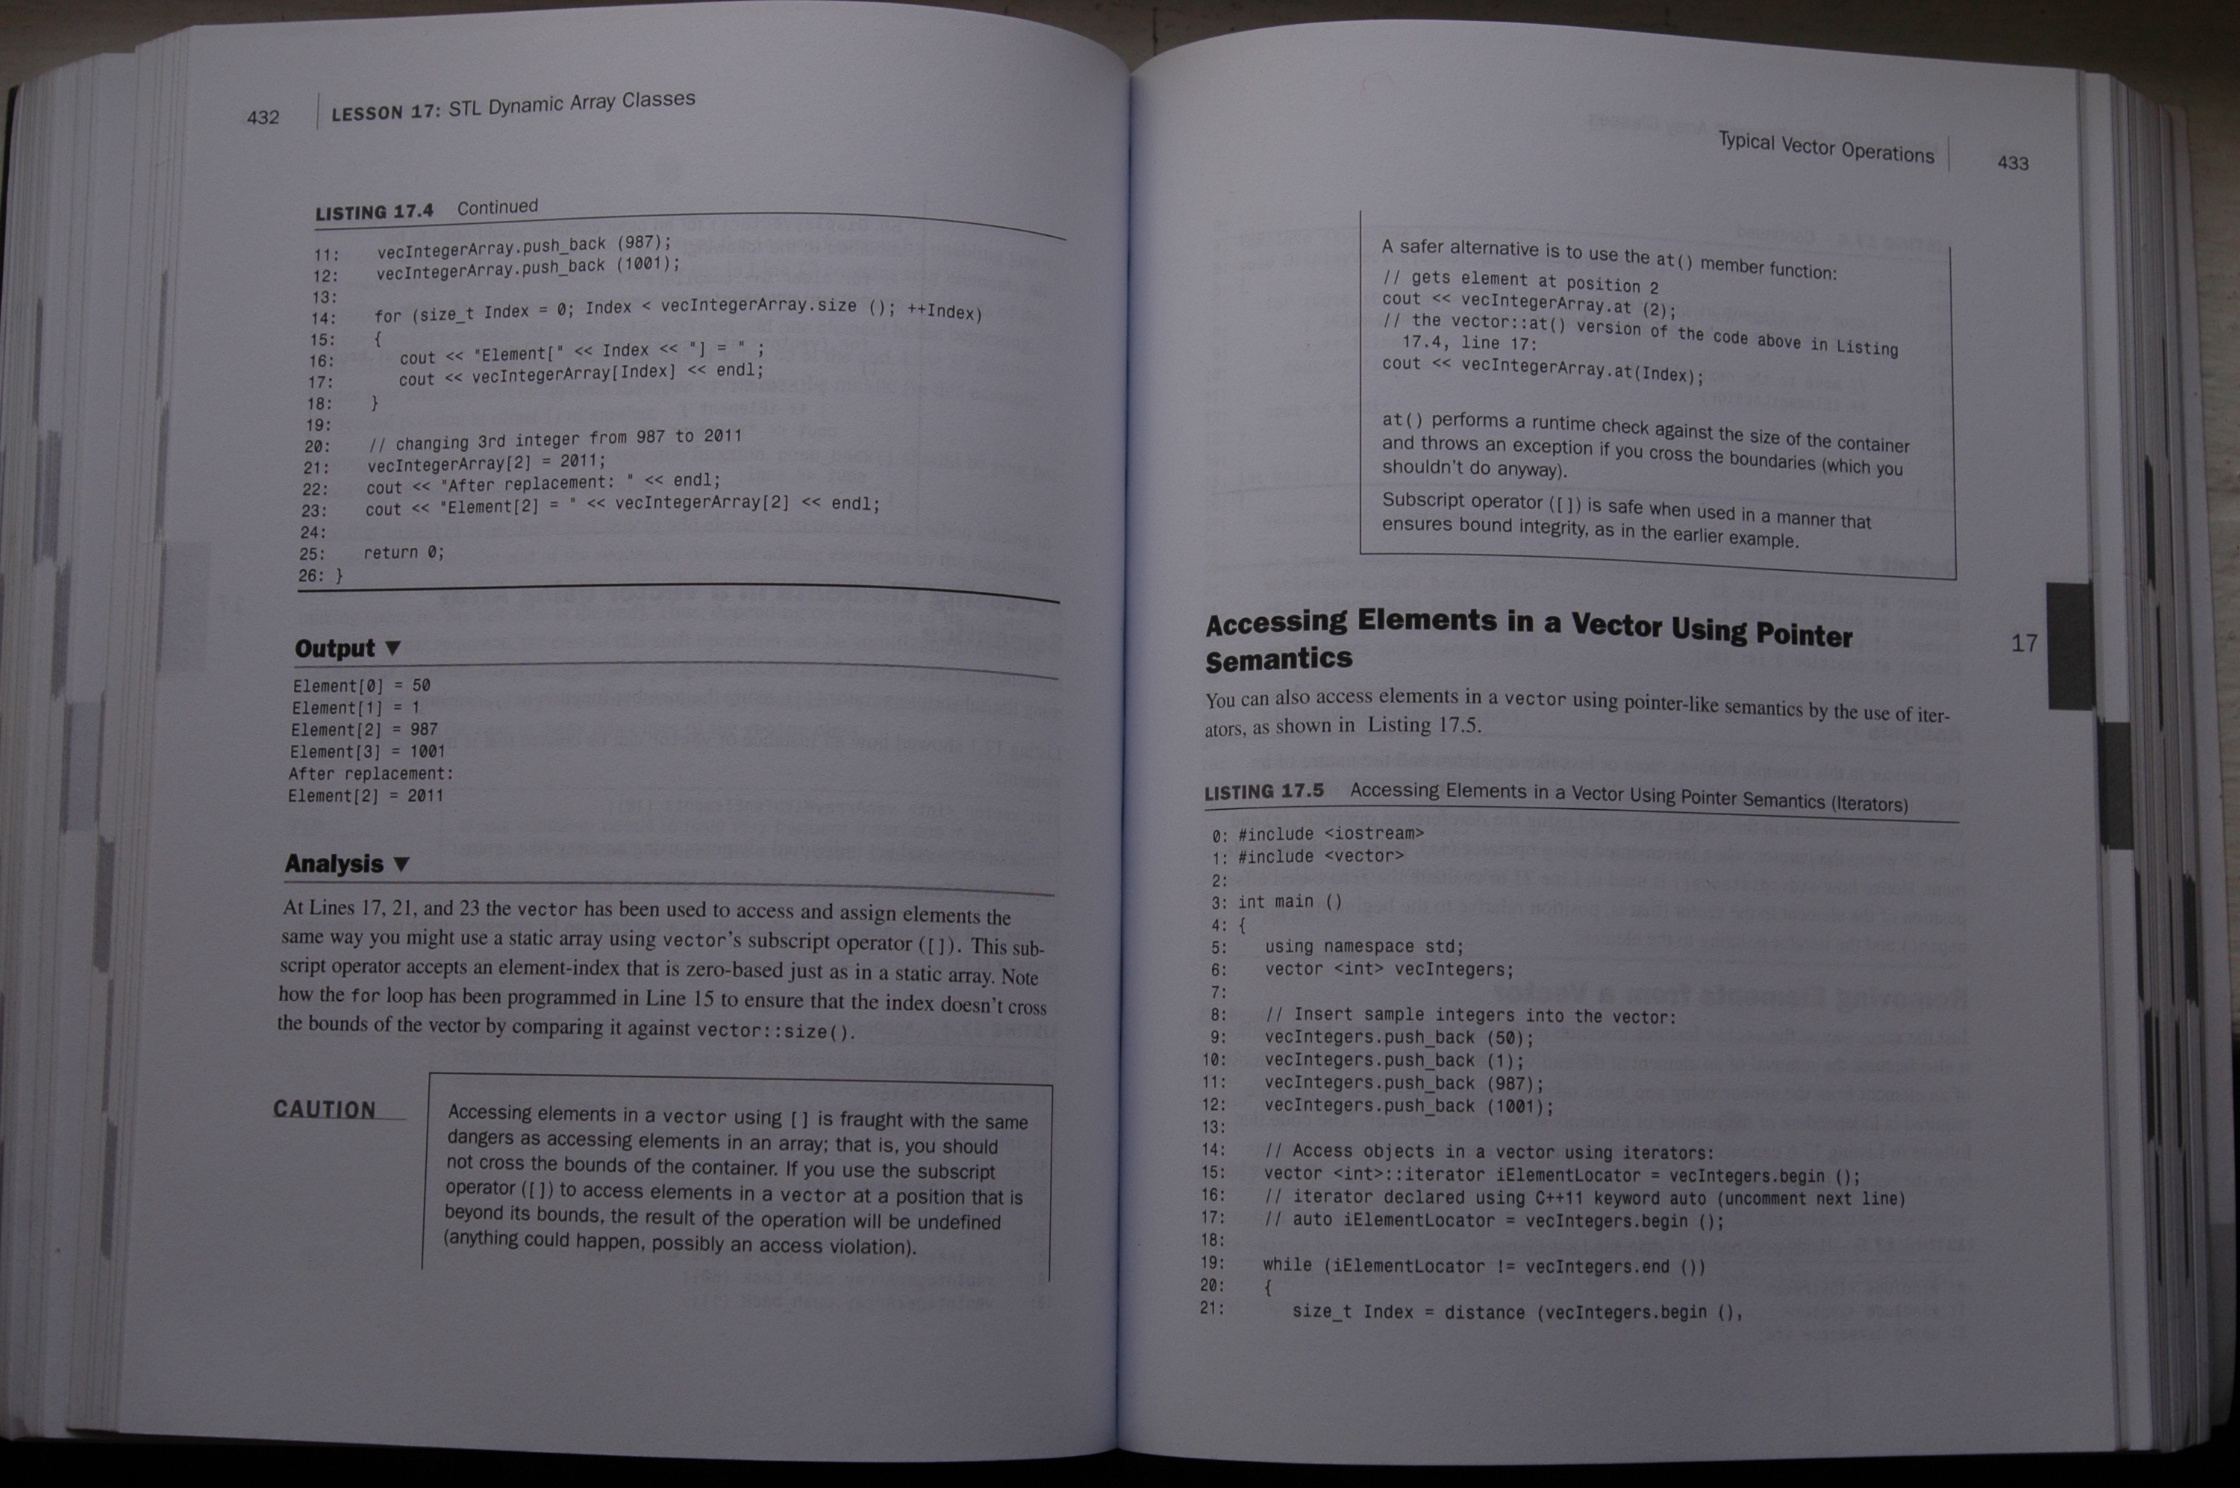 432 LESSON 17: STL Dynamic Array Classes
LISTING 17.4 Continued
11: vecIntegerArray.push_back (987);
12: vecIntegerArray.push_back (1001);
13:
14: for (size_t Index = 0; Index < vecIntegerArray.size (); ++Index)
15: {
16: cout << "Element[" << Index << "] = " ;
17: cout << vecIntegerArray[Index] << endl;
18: }
19:
20: // changing 3rd integer from 987 to 2011
21: vecIntegerArray[2] = 2011;
22: cout << "After replacement: " << endl;
23: cout << "Element[2] = " << vecIntegerArray[2] << endl;
24:
25: return 0;
26: }
Output ▼
Element[0] = 50
Element[1] = 1
Element[2] = 987
Element[3] = 1001
After replacement:
Element[2] = 2011
Analysis ▼
At Lines 17, 21, and 23 the vector has been used to access and assign elements the
same way you might use a static array using vector's subscript operator ([]). This sub-
script operator accepts an element-index that is zero-based just as in a static array. Note
how the for loop has been programmed in Line 15 to ensure that the index doesn't cross
the bounds of the vector by comparing it against vector::size().
CAUTION
Accessing elements in a vector using [] is fraught with the same
dangers as accessing elements in an array; that is, you should
not cross the bounds of the container. If you use the subscript
operator ([]) to access elements in a vector at a position that is
beyond its bounds, the result of the operation will be undefined
(anything could happen, possibly an access violation).
Typical Vector Operations 433
A safer alternative is to use the at() member function:
// gets element at position 2
cout << vecIntegerArray.at (2);
// the vector::at() version of the code above in Listing
17.4, line 17:
cout << vecIntegerArray.at(Index);
at() performs a runtime check against the size of the container
and throws an exception if you cross the boundaries (which you
shouldn't do anyway).
Subscript operator ([]) is safe when used in a manner that
ensures bound integrity, as in the earlier example.
Accessing Elements in a Vector Using Pointer
Semantics
17
You can also access elements in a vector using pointer-like semantics by the use of iter-
ators, as shown in Listing 17.5.
LISTING 17.5 Accessing Elements in a Vector Using Pointer Semantics (Iterators)
0: #include <iostream>
1: #include <vector>
2:
3: int main ()
4: {
5: using namespace std;
6: vector <int> vecIntegers;
7:
8: // Insert sample integers into the vector:
9: vecIntegers.push_back (50);
10: vecIntegers.push_back (1);
11: vecIntegers.push_back (987);
12: vecIntegers.push_back (1001);
13:
14: // Access objects in a vector using iterators:
15: vector <int>::iterator iElementLocator = vecIntegers.begin ();
16: // iterator declared using C++11 keyword auto (uncomment next line)
17: // auto iElementLocator = vecIntegers.begin ();
18:
19: while (iElementLocator != vecIntegers.end ())
20: {
21: size_t Index = distance (vecIntegers.begin (),